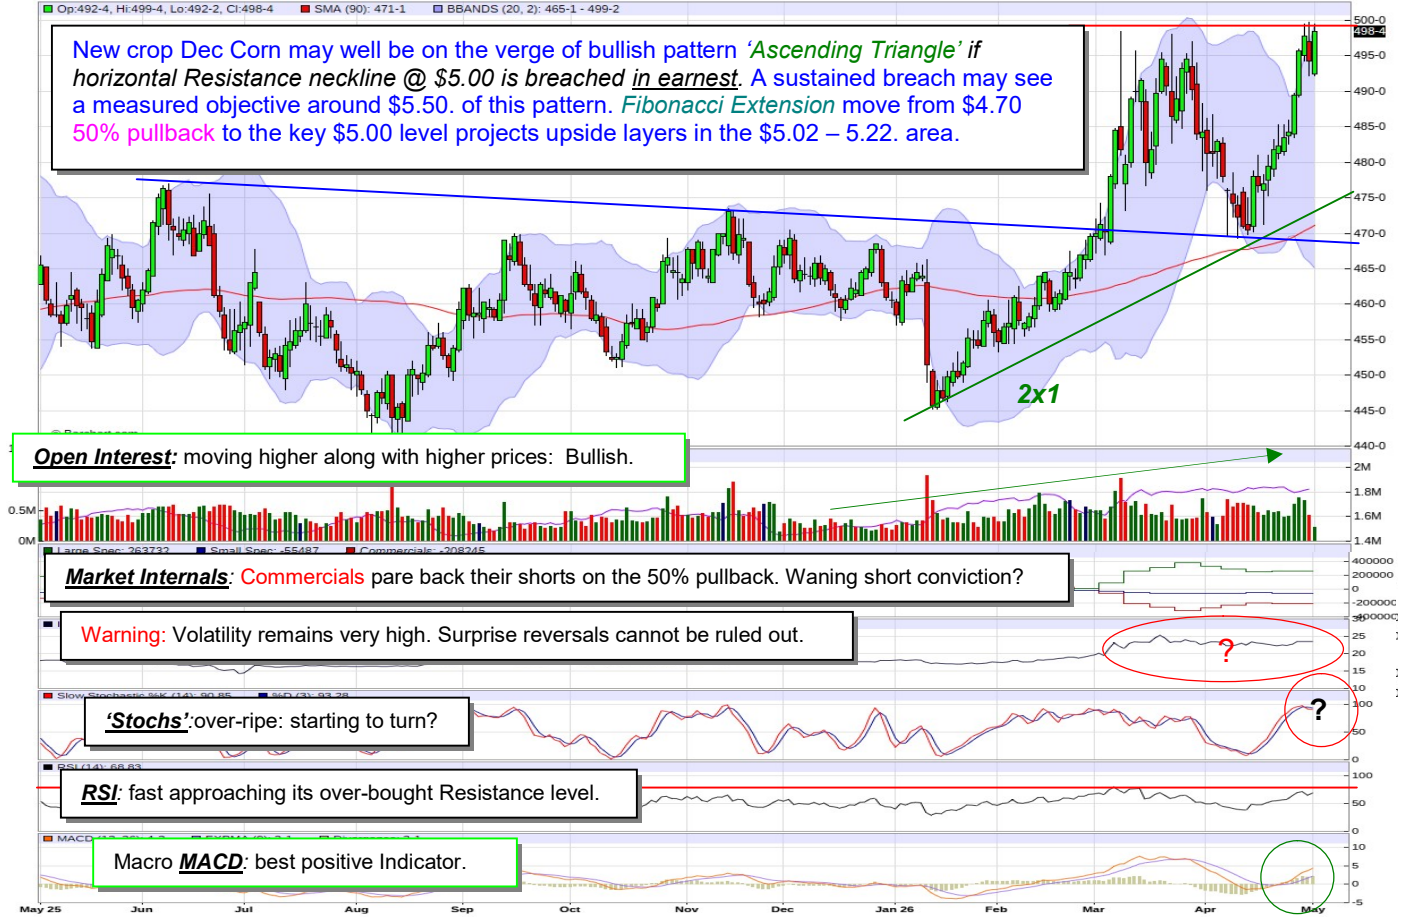 Op:492-4, Hi:499-4, Lo:492-2, Cl:498-4 SMA (90): 471-1 BBANDS (20, 2): 465-1 - 499-2
New crop Dec Corn may well be on the verge of bullish pattern ‘Ascending Triangle’ if
horizontal Resistance neckline @ $5.00 is breached in earnest. A sustained breach may see
a measured objective around $5.50. of this pattern. Fibonacci Extension move from $4.70
50% pullback to the key $5.00 level projects upside layers in the $5.02 – 5.22. area.
500-0
498-4
495-0
490-0
485-0
480-0
475-0
470-0
465-0
460-0
455-0
450-0
445-0
440-0
2x1
© Barchart.com
Open Interest: moving higher along with higher prices: Bullish.
2M
1.8M
1.6M
1.4M
0.5M
0M
Large Spec: 263732 Small Spec: -55487 Commercials: -208245
Market Internals: Commercials pare back their shorts on the 50% pullback. Waning short conviction?
400000
200000
0
-200000
-400000
Warning: Volatility remains very high. Surprise reversals cannot be ruled out.
30
25
20
15
10
?
Slow Stochastic %K (14): 90.85 %D (3): 93.28
‘Stochs’:over-ripe: starting to turn?
100
50
0
?
RSI (14): 68.83
RSI: fast approaching its over-bought Resistance level.
100
50
0
Macro MACD: best positive Indicator.
10
5
0
-5
May 25 Jun Jul Aug Sep Oct Nov Dec Jan 26 Feb Mar Apr May